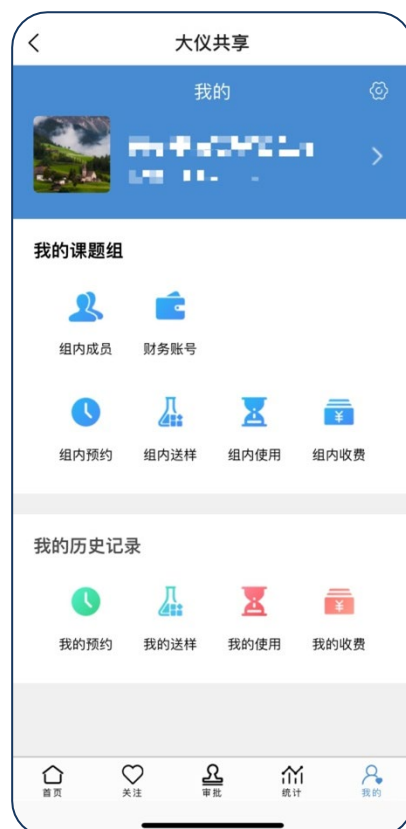 大仪共享
我的
我的课题组
组内成员 财务账号
组内预约 组内送样 组内使用 组内收费
我的历史记录
我的预约 我的送样 我的使用 我的收费
首页 关注 审批 统计 我的